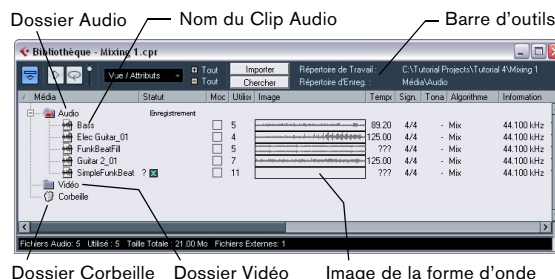 Dossier Audio Nom du Clip Audio Barre d'outils
Bibliothèque - Mixing 1.cpr
Vue / Attributs Tout Importer Répertoire de Travail : C:\Tutorial Projects\Tutorial 4\Mixing 1
Tout Chercher Répertoire d'Enreg. : Média\Audio
Média Statut Moc Utilis Image Tempo Sign. Tona Algorithme Information
Audio Enregistrement
Bass 5 89.20 4/4 - Mix 44.100 kHz
Elec Guitar_01 4 125.00 4/4 - Mix 44.100 kHz
FunkBeatFill 5 ??? 4/4 - Mix 44.100 kHz
Guitar 2_01 7 125.00 4/4 - Mix 44.100 kHz
SimpleFunkBeat ? 11 ??? 4/4 - Mix 44.100 kHz
Vidéo
Corbeille
Fichiers Audio: 5 Utilisé : 5 Taille Totale : 21.00 Mo Fichiers Externes: 1
Dossier Corbeille Dossier Vidéo Image de la forme d'onde